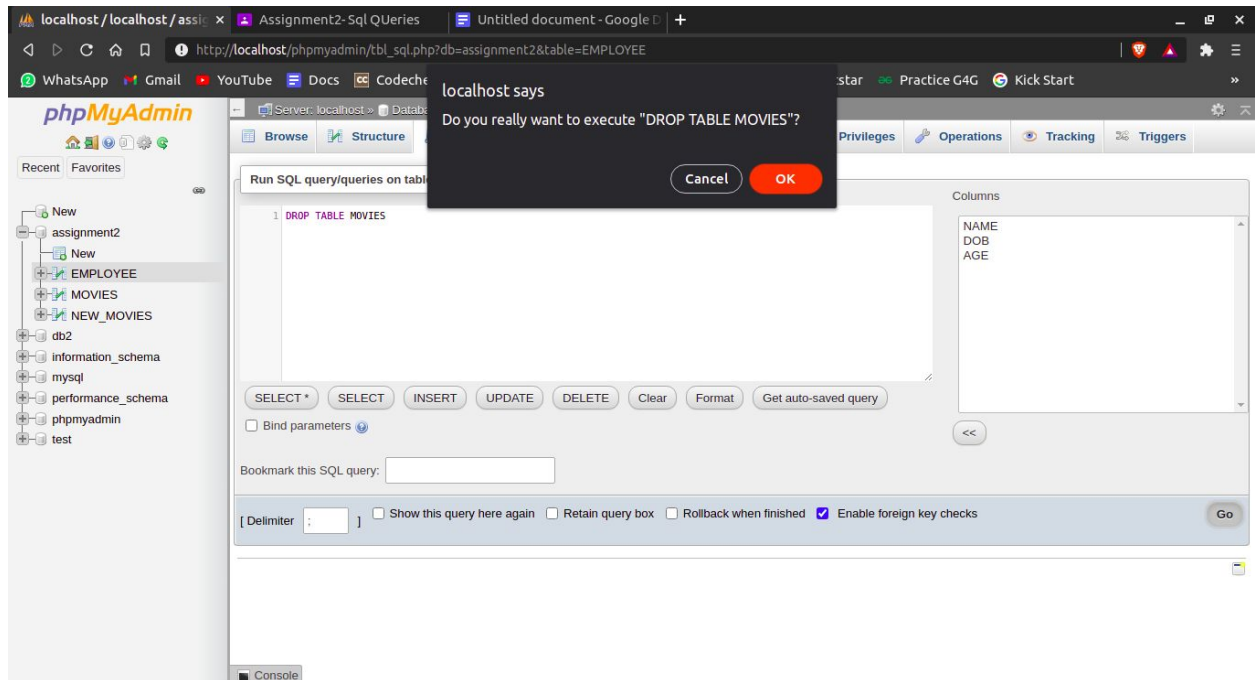 localhost / localhost / assig
Assignment2- Sql QUeries
Untitled document - Google D
http://localhost/phpmyadmin/tbl_sql.php?db=assignment2&table=EMPLOYEE
WhatsApp
Gmail
YouTube
Docs
Codeche
star
Practice G4G
Kick Start
»
localhost says
Do you really want to execute "DROP TABLE MOVIES"?
Cancel
OK
phpMyAdmin
Recent
Favorites
New
assignment2
New
EMPLOYEE
MOVIES
NEW_MOVIES
db2
information_schema
mysql
performance_schema
phpmyadmin
test
Server: localhost » Databa
Browse
Structure
Privileges
Operations
Tracking
Triggers
Run SQL query/queries on tabl
1 DROP TABLE MOVIES
Columns
NAME
DOB
AGE
SELECT *
SELECT
INSERT
UPDATE
DELETE
Clear
Format
Get auto-saved query
<<
Bind parameters
Bookmark this SQL query:
[ Delimiter ; ]
Show this query here again
Retain query box
Rollback when finished
Enable foreign key checks
Go
Console